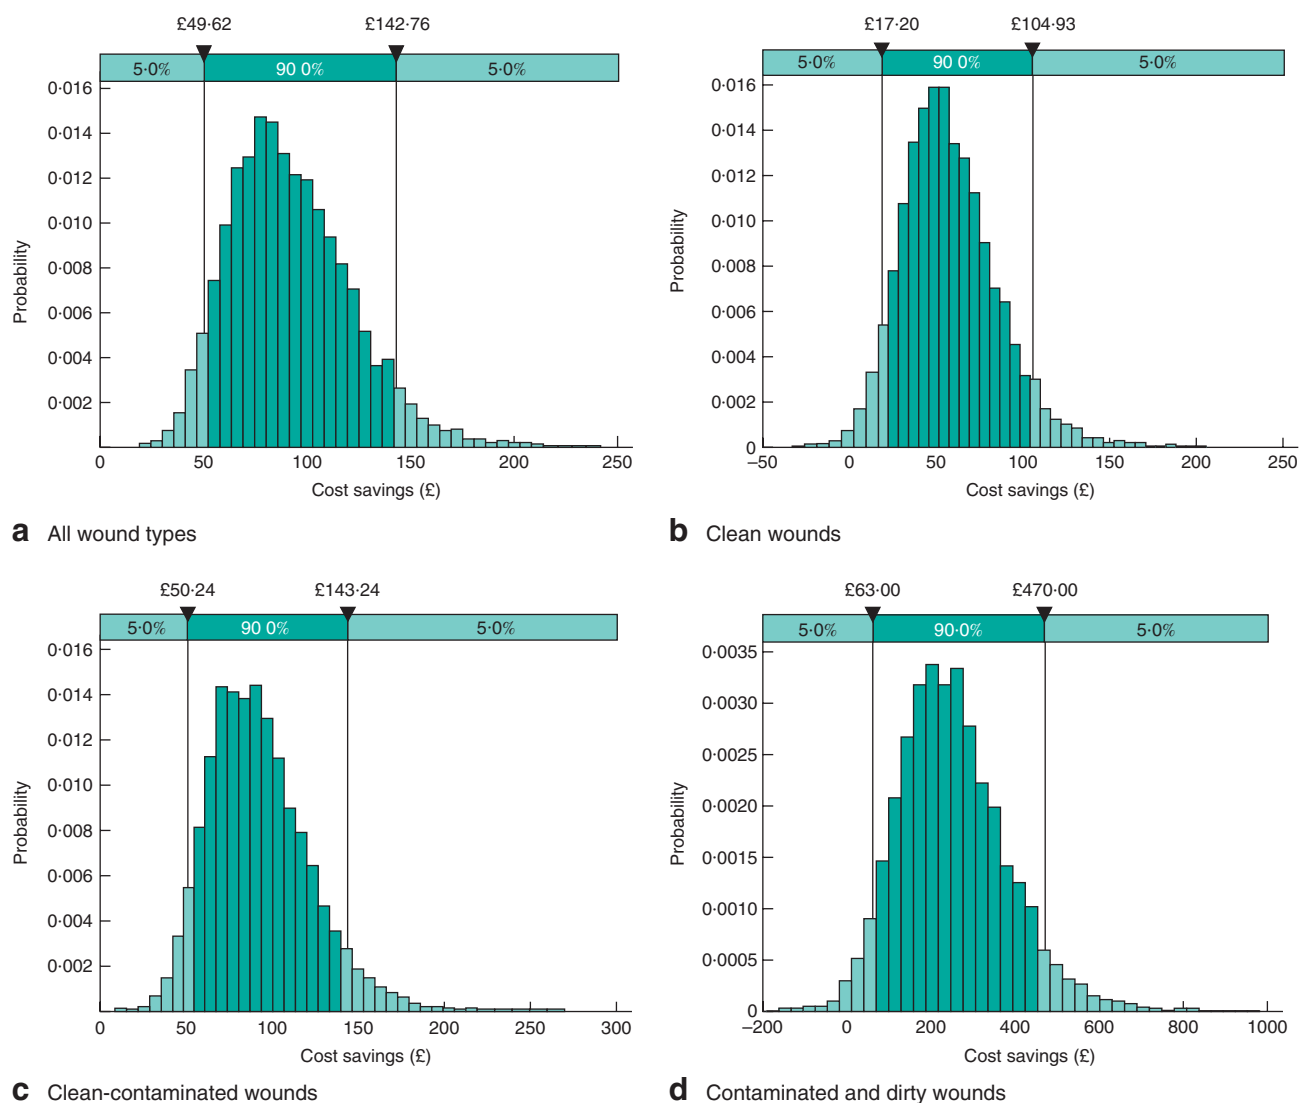 £49·62 £142·76
5·0% 90 0% 5·0%
0·016
0·014
0·012
0·010
0·008
0·006
0·004
0·002
Probability
0 50 100 150 200 250
Cost savings (£)
a All wound types
£17·20 £104·93
5·0% 90 0% 5·0%
0·016
0·014
0·012
0·010
0·008
0·006
0·004
0·002
0
Probability
–50 0 50 100 150 200 250
Cost savings (£)
b Clean wounds
£50·24 £143·24
5·0% 90 0% 5·0%
0·016
0·014
0·012
0·010
0·008
0·006
0·004
0·002
Probability
0 50 100 150 200 250 300
Cost savings (£)
c Clean-contaminated wounds
£63·00 £470·00
5·0% 90·0% 5·0%
0·0035
0·0030
0·0025
0·0020
0·0015
0·0010
0·0005
0
Probability
–200 0 200 400 600 800 1000
Cost savings (£)
d Contaminated and dirty wounds